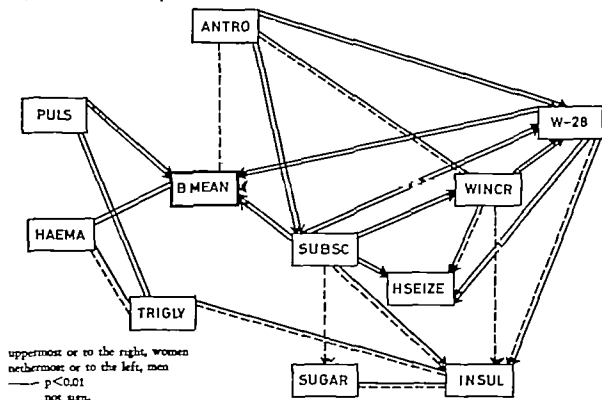 ANTRO
PULS
W-28
B MEAN
WINCR
HAEMA
SUBSC
HSEIZE
TRIGLY
uppermost or to the right, women
nethermost or to the left, men
p<0.01
not sign.
SUGAR
INSUL